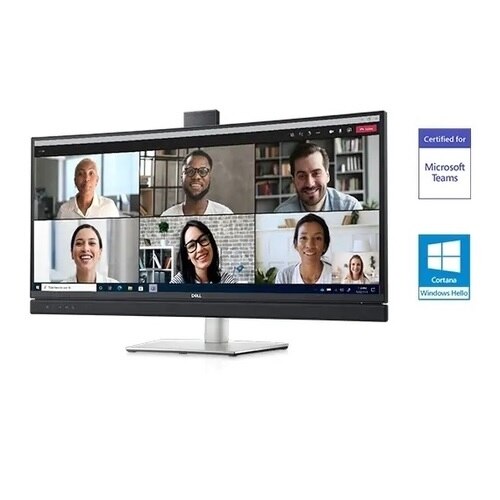 Certified for
Microsoft
Teams
DELL
Cortana
Windows Hello